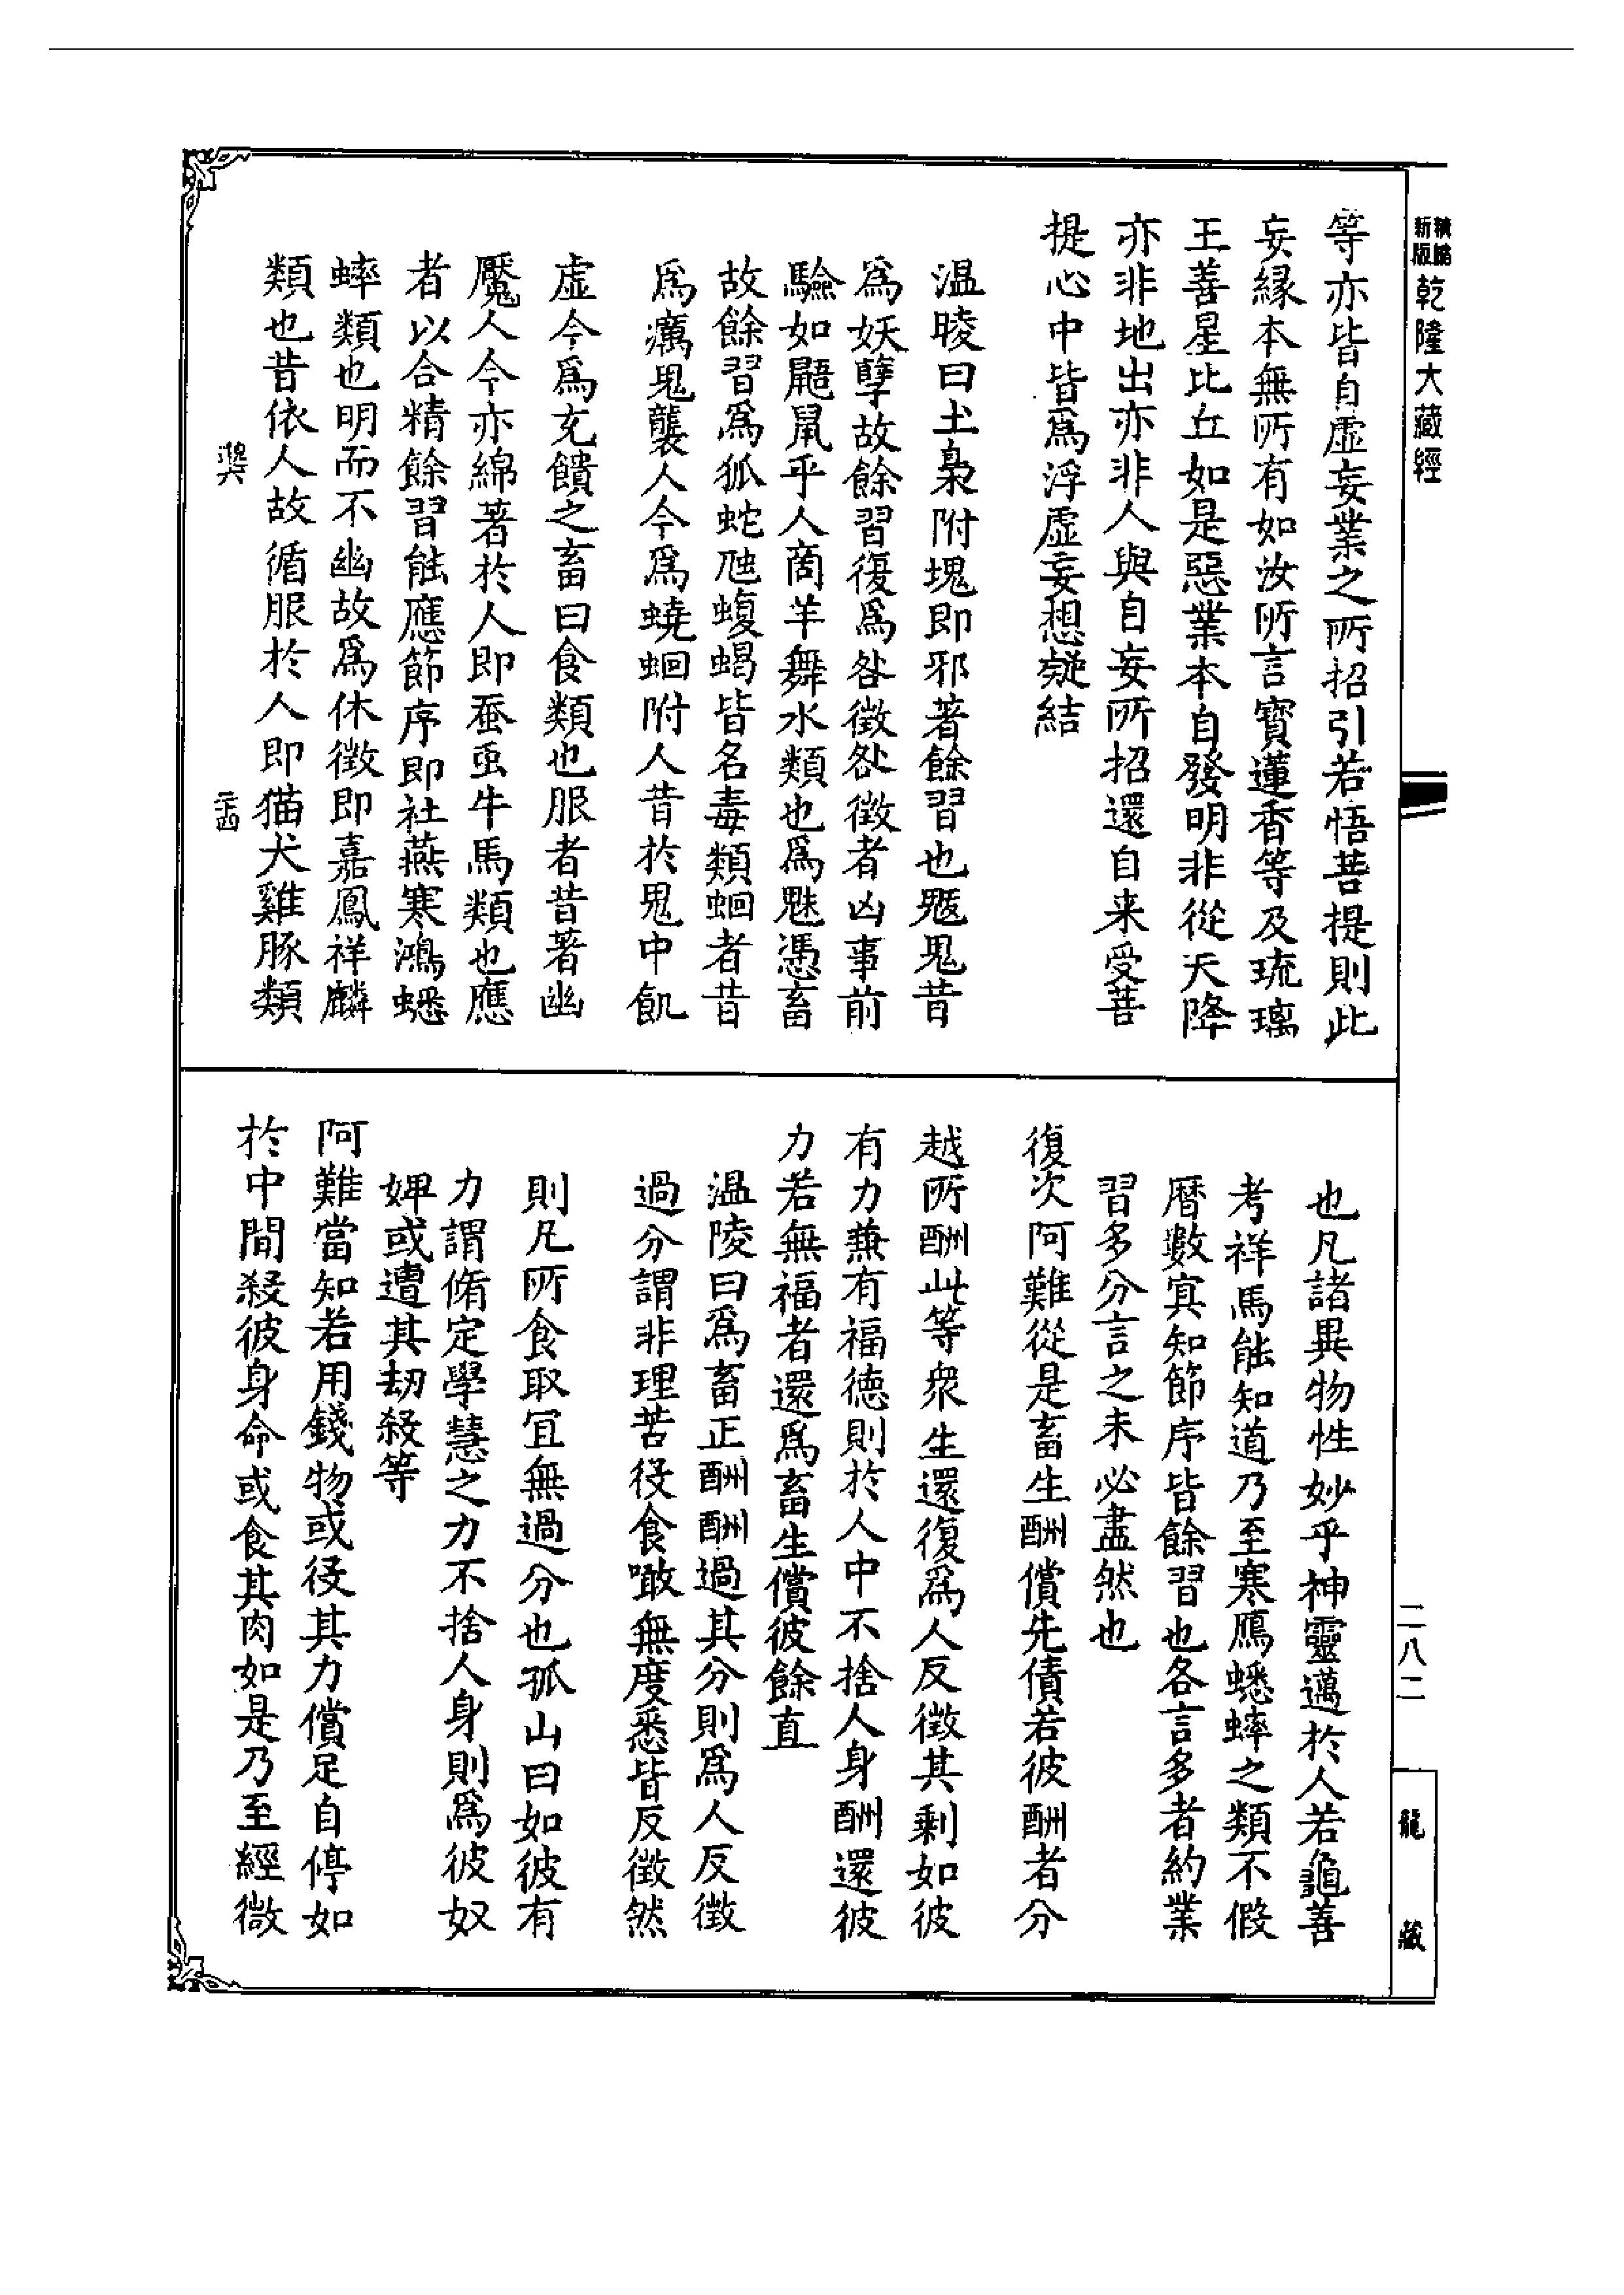 新版
乾隆大藏經
等亦皆自虛妄業之所招引若悟菩提則此
妄緣本無所有如汝所言寶蓮香等及琉璃
王善星比丘如是惡業本自發明非從天降
亦非地出亦非人與自妄所招還自来受菩
提心中皆為浮虛妄想凝結
温陵曰土梟附塊即邪著餘習也魃鬼昔
為妖孽故餘習復為咎徵咎徵者凶事前
驗如鼯鼠乎人商羊舞水類也為魅憑畜
故餘習為狐蛇虺蝮蝎皆名毒類蛔者昔
為癘鬼襲人今為蟯蛔附人昔於鬼中飢
虛今為充饋之畜曰食類也服者昔著幽
魘人今亦綿著於人即蚕䖝牛馬類也應
者以合精餘習能應節序即社燕寒鴻蟋
蟀類也明而不幽故為休徵即嘉鳳祥麟
類也昔依人故循服於人即猫犬雞豚類
二十四
也凡諸異物性妙乎神靈邁於人若龜善
考祥馬能知道乃至寒鴈蟋蟀之類不假
曆數㝠知節序皆餘習也各言多者約業
習多分言之未必盡然也
復次阿難從是畜生酬償先債若彼酬者分
越所酬此等衆生還復為人反徵其剩如彼
有力兼有福德則於人中不捨人身酬還彼
力若無福者還為畜生償彼餘直
温陵曰為畜正酬酬過其分則為人反徵
過分謂非理苦役食噉無度悉皆反徵然
則凡所食取宜無過分也孤山曰如彼有
力謂脩定學慧之力不捨人身則為彼奴
婢或遭其劫殺等
阿難當知若用錢物或役其力償足自停如
於中間殺彼身命或食其肉如是乃至經微
二八二
龍藏